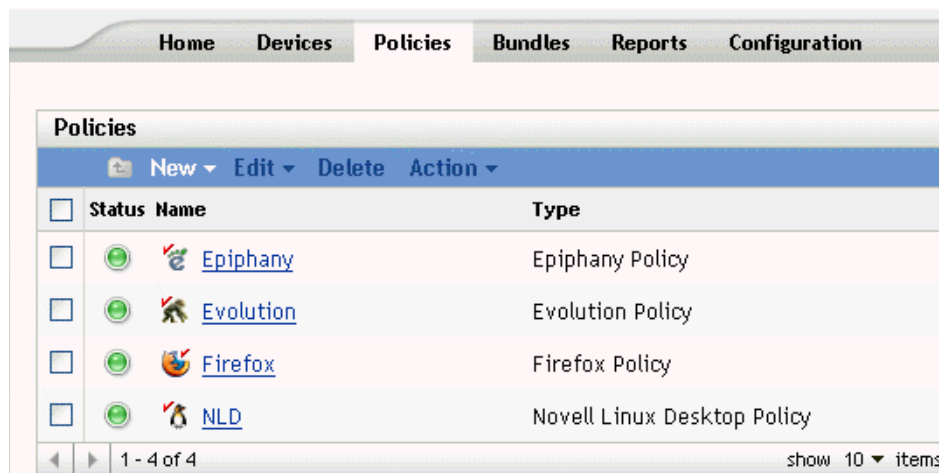 Home Devices Policies Bundles Reports Configuration
Policies
New Edit Delete Action
Status Name Type
Epiphany Epiphany Policy
Evolution Evolution Policy
Firefox Firefox Policy
NLD Novell Linux Desktop Policy
1 - 4 of 4 show 10 items